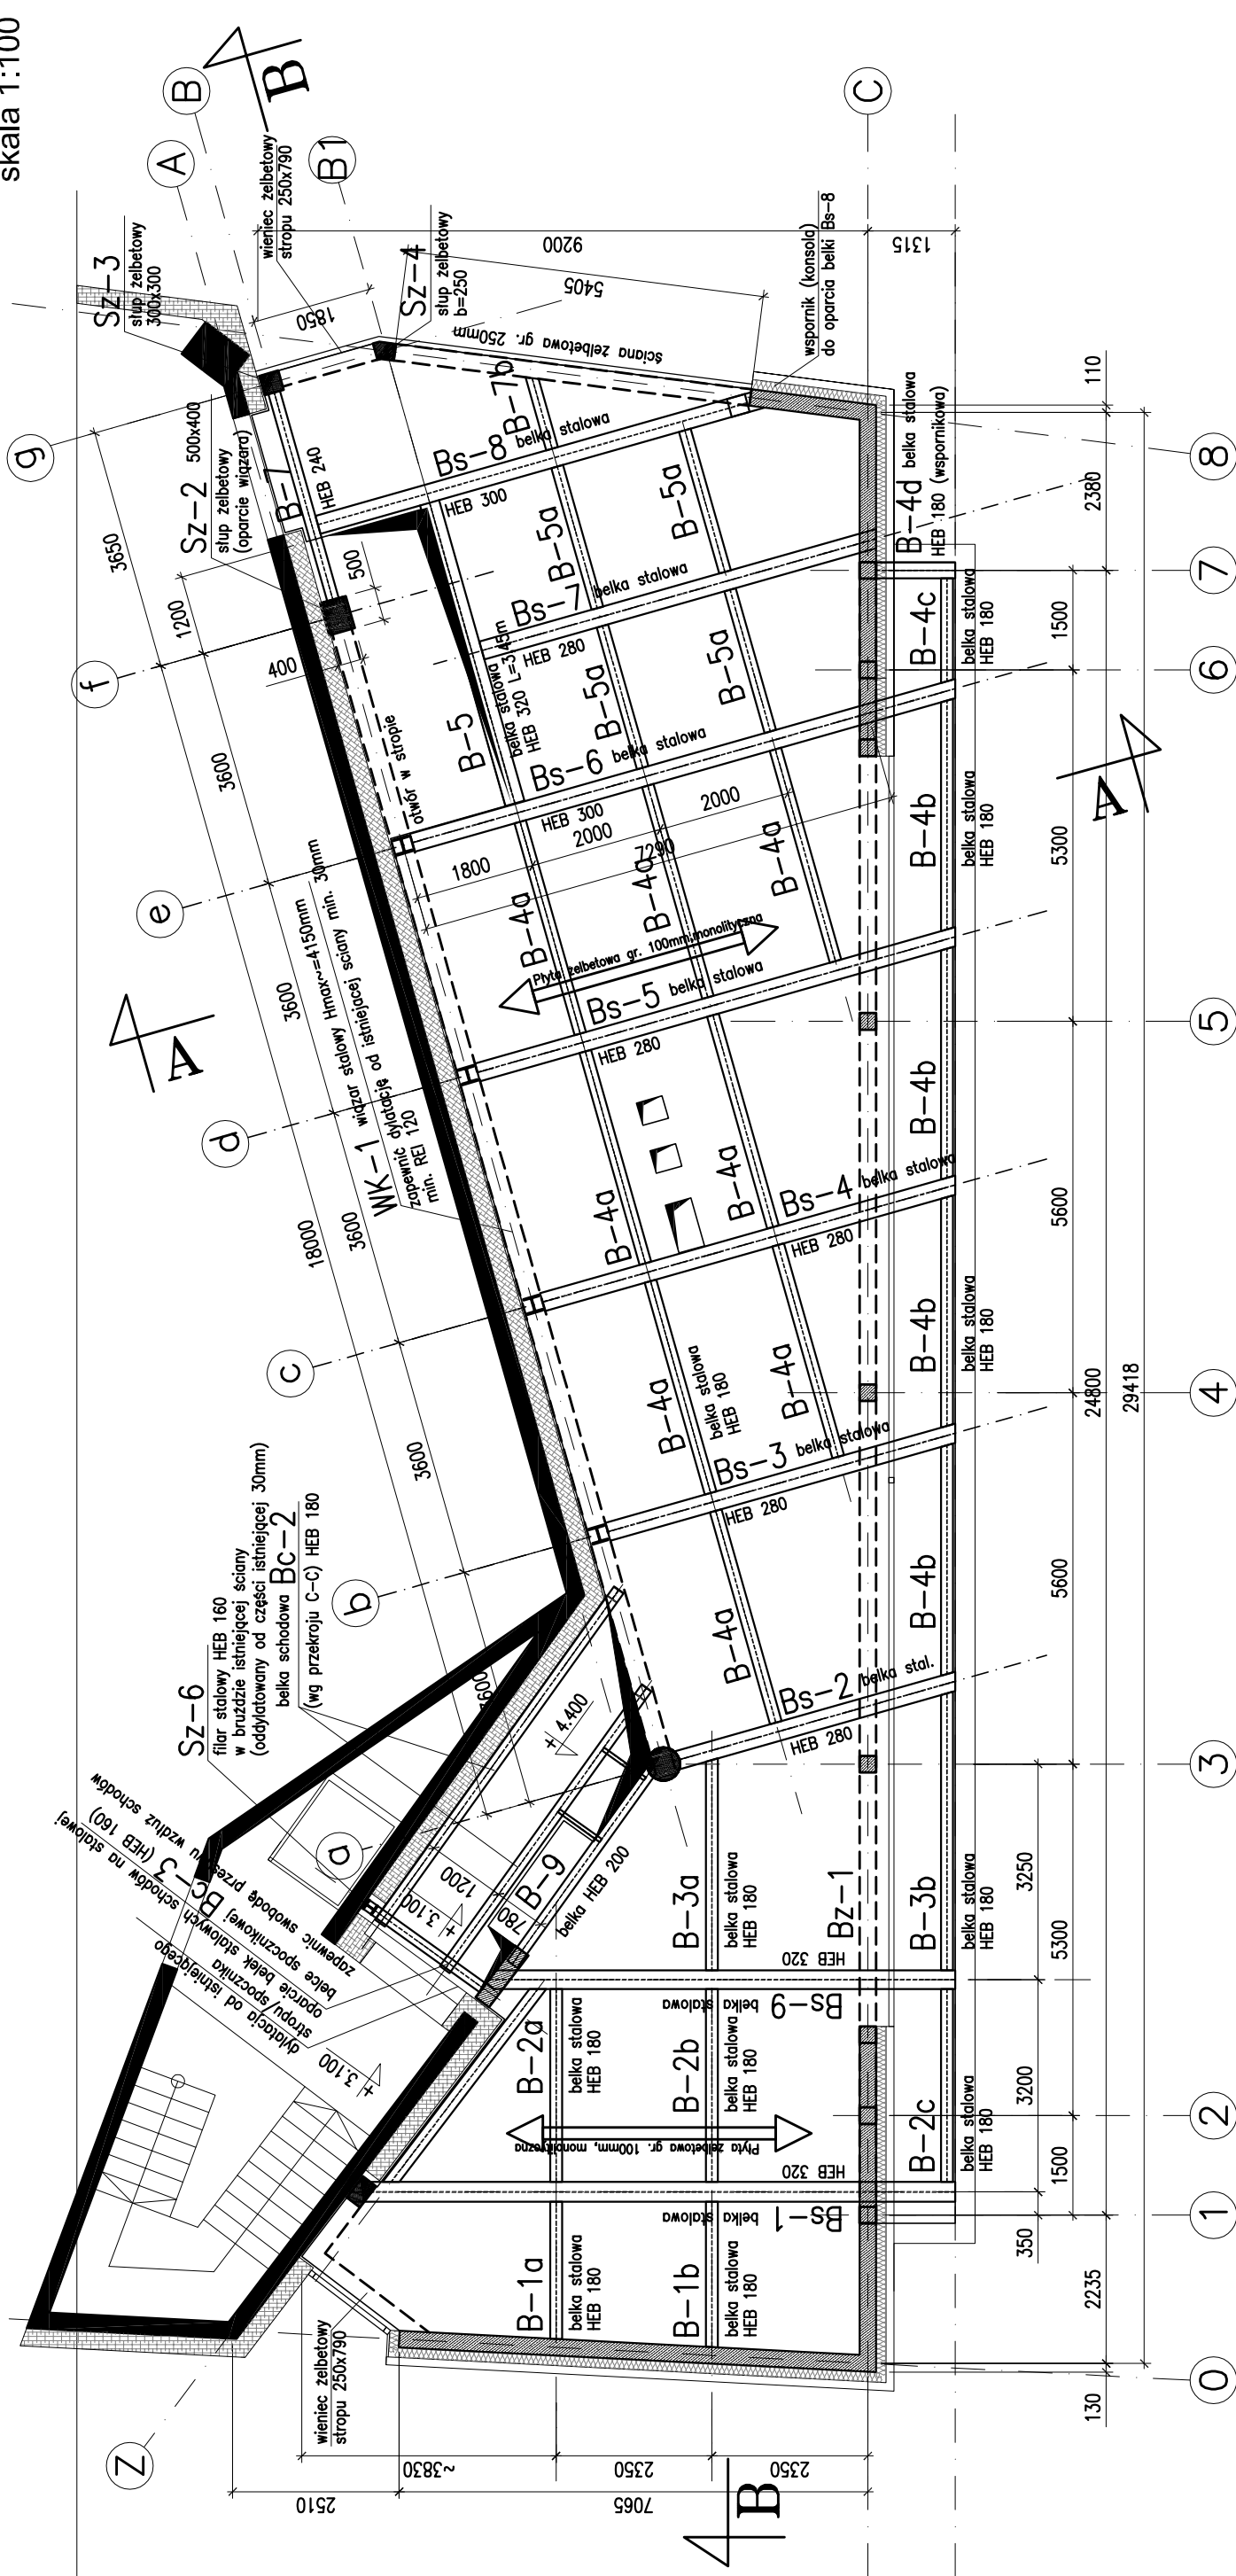 skala 1:100
Sz-3
słup żelbetowy
300x300
A
B
B
B1
wieniec żelbetowy
stropu 250x790
C
g
Sz-2 500x400
słup żelbetowy
(oparcie więzara)
B-7
HEB 240
1850
Sz-4
słup żelbetowy
b=250
9200
5405
1315
ściana żelbetowa gr. 250mm
wspornik (konsola)
do oparcia belki Bs-8
B-7b
Bs-8 belka stalowa
HEB 300
B-5a
B-5a
B-4d belka stalowa
HEB 180 (wspornikowa)
110
8
2380
3650
1200
500
400
f
Bs-7 belka stalowa
HEB 280
B-5
belka stalowa
HEB 320 L=345m
B-5a
B-5a
B-4c
belka stalowa
HEB 180
7
1500
6
3600
otwór w stropie
Bs-6 belka stalowa
HEB 300
1800
2000
2000
7290
B-4b
belka stalowa
HEB 180
A
5300
e
B-4a
B-4a
B-4a
Płyta żelbetowa gr. 100mm, monolityczna
Bs-5 belka stalowa
HEB 280
3600
A
WK-1 wiązar stalowy Hmax~=4150mm
zapewnic dylatację od istniejącej sciany min. 30mm
min. REI 120
d
5
18000
3600
B-4a
B-4a
Bs-4 belka stalowa
HEB 280
B-4b
5600
c
B-4a
belka stalowa
HEB 180
B-4a
Bs-3 belka stalowa
HEB 280
B-4b
belka stalowa
HEB 180
24800
29418
4
3600
Sz-6
filar stalowy HEB 160
w bruździe istniejącej ściany
(oddylatowany od części istniejącej 30mm)
belka schodowa Bc-2
(wg przekroju C-C) HEB 180
b
B-4a
Bs-2 belka stal.
HEB 280
B-4b
5600
3600
+ 4.400
3
a
Bc-3 (HEB 160)
zapewnic swobodę przesuwu wzdłuż schodów
belce spocznikowej
oparcie belek stalowych schodów na stalowej
stropu/spocznika
dylatacja od istniejącego
+ 3.100
1200
780
B-9
belka HEB 200
B-3a
belka stalowa
HEB 180
Bz-1
B-3b
belka stalowa
HEB 180
3250
5300
HEB 320
Bs-9 belka stalowa
+ 3.100
B-2a
belka stalowa
HEB 180
B-2b
belka stalowa
HEB 180
B-2c
belka stalowa
HEB 180
3200
2
1500
Płyta żelbetowa gr. 100mm, monolityczna
HEB 320
Bs-1 belka stalowa
1
350
B-1a
belka stalowa
HEB 180
B-1b
belka stalowa
HEB 180
2235
wieniec żelbetowy
stropu 250x790
0
130
Z
~3830
2350
2350
2510
7065
B